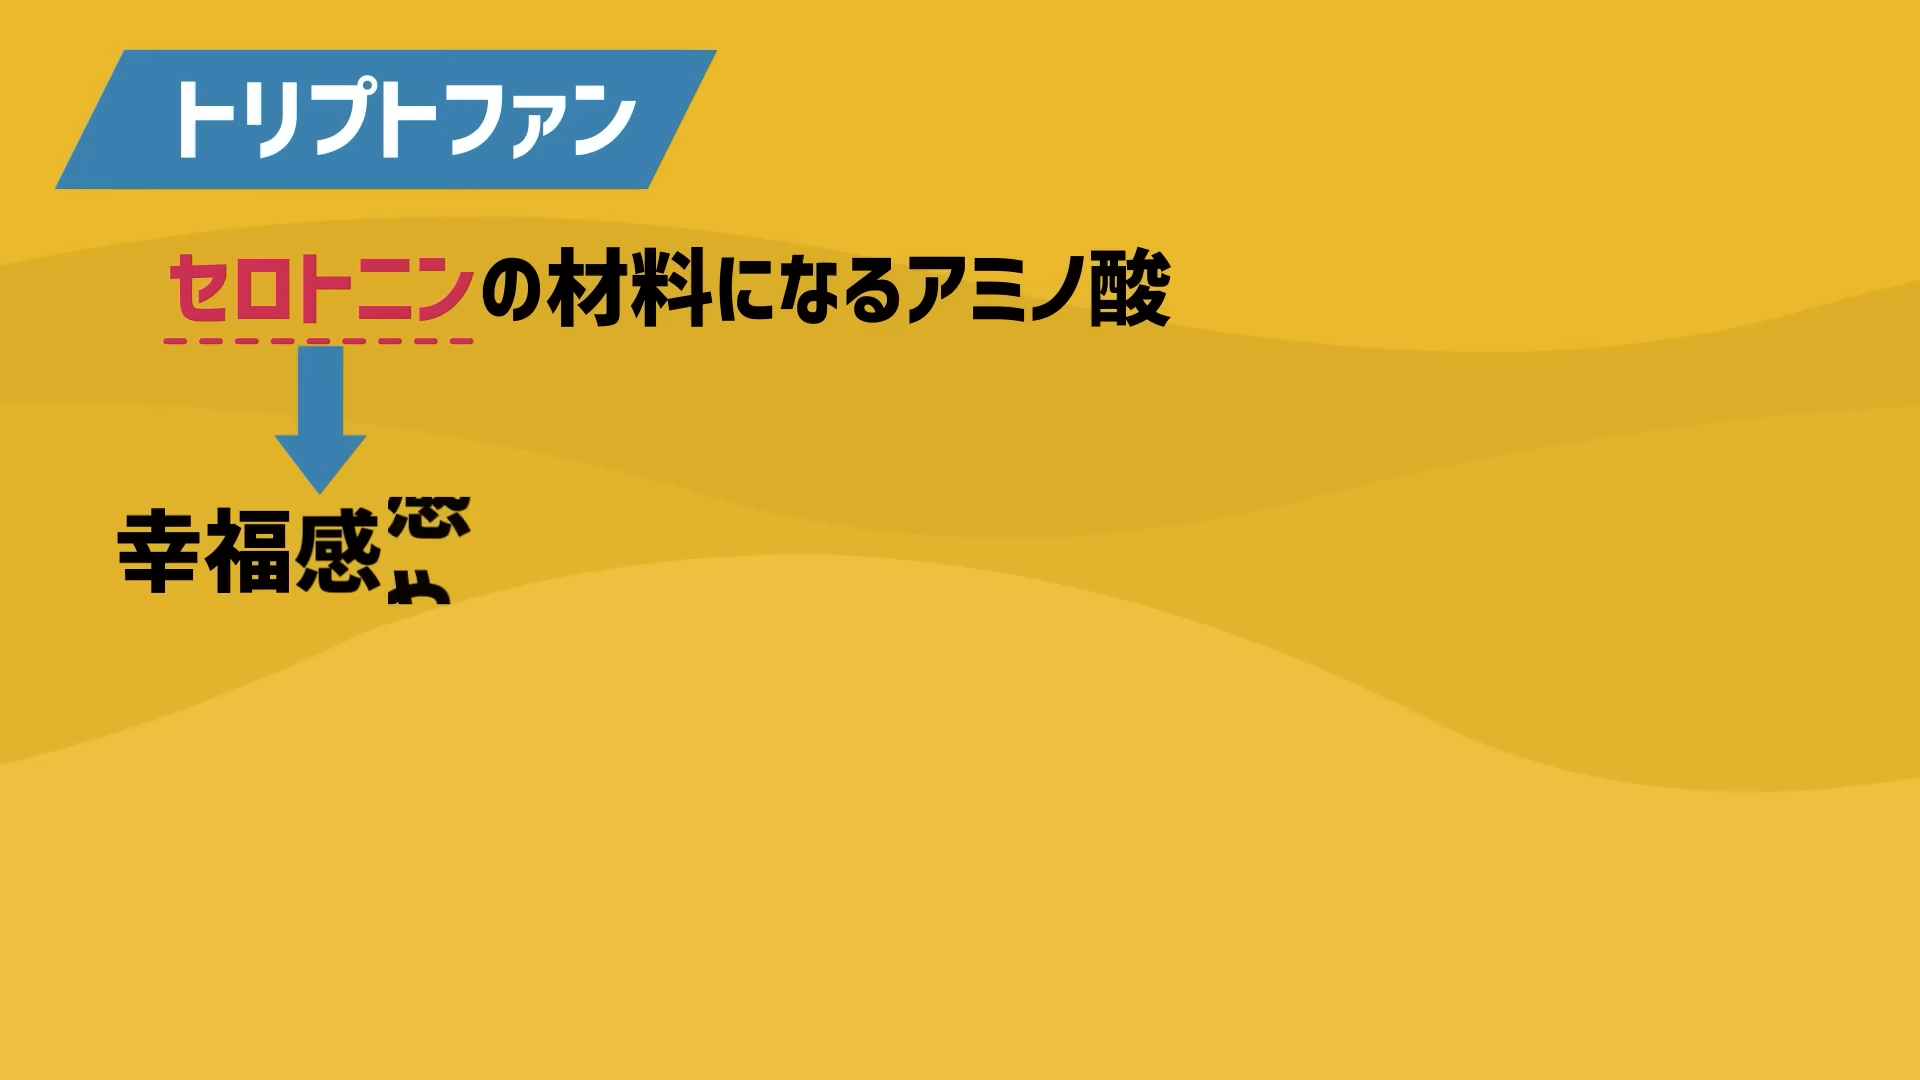 トリプトファン
セロトニンの材料になるアミノ酸
幸福感